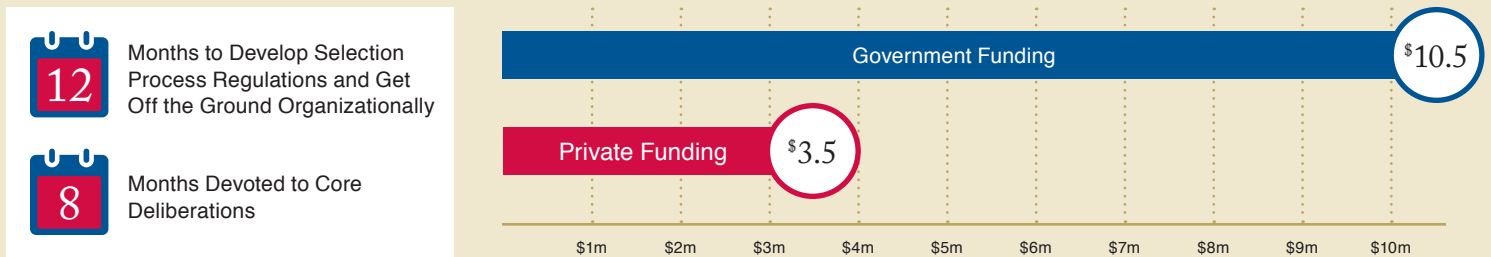 12
Months to Develop Selection
Process Regulations and Get
Off the Ground Organizationally
8
Months Devoted to Core
Deliberations
Government Funding
$10.5
Private Funding
$3.5
$1m $2m $3m $4m $5m $6m $7m $8m $9m $10m